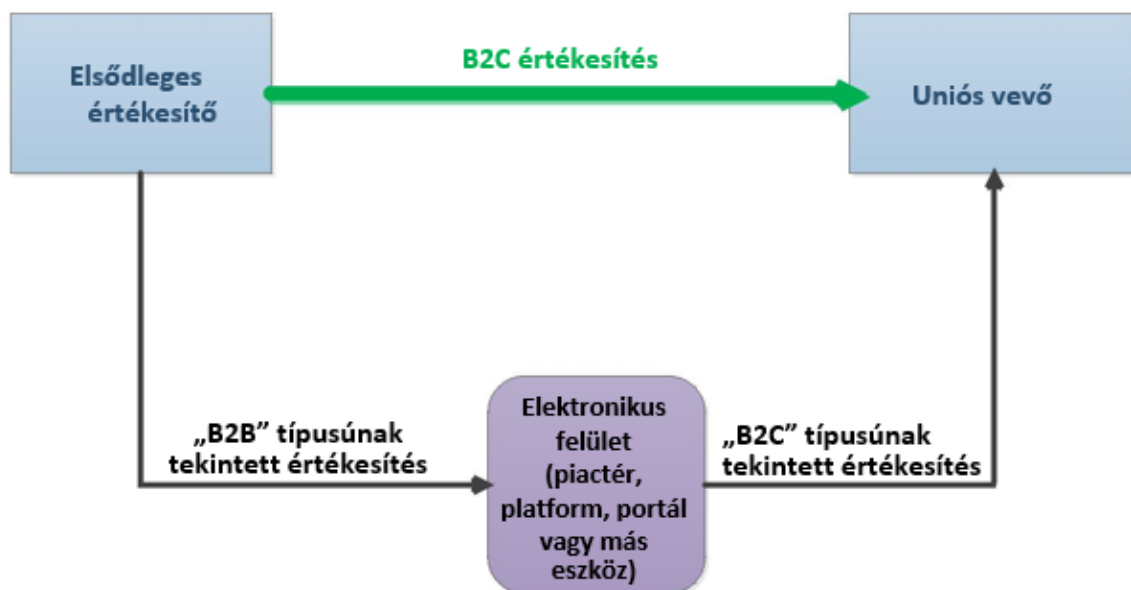 Elsődleges
értékesítő
B2C értékesítés
Uniós vevő
„B2B” típusúnak
tekintett értékesítés
Elektronikus
felület
(piactér,
platform, portál
vagy más
eszköz)
„B2C” típusúnak
tekintett értékesítés